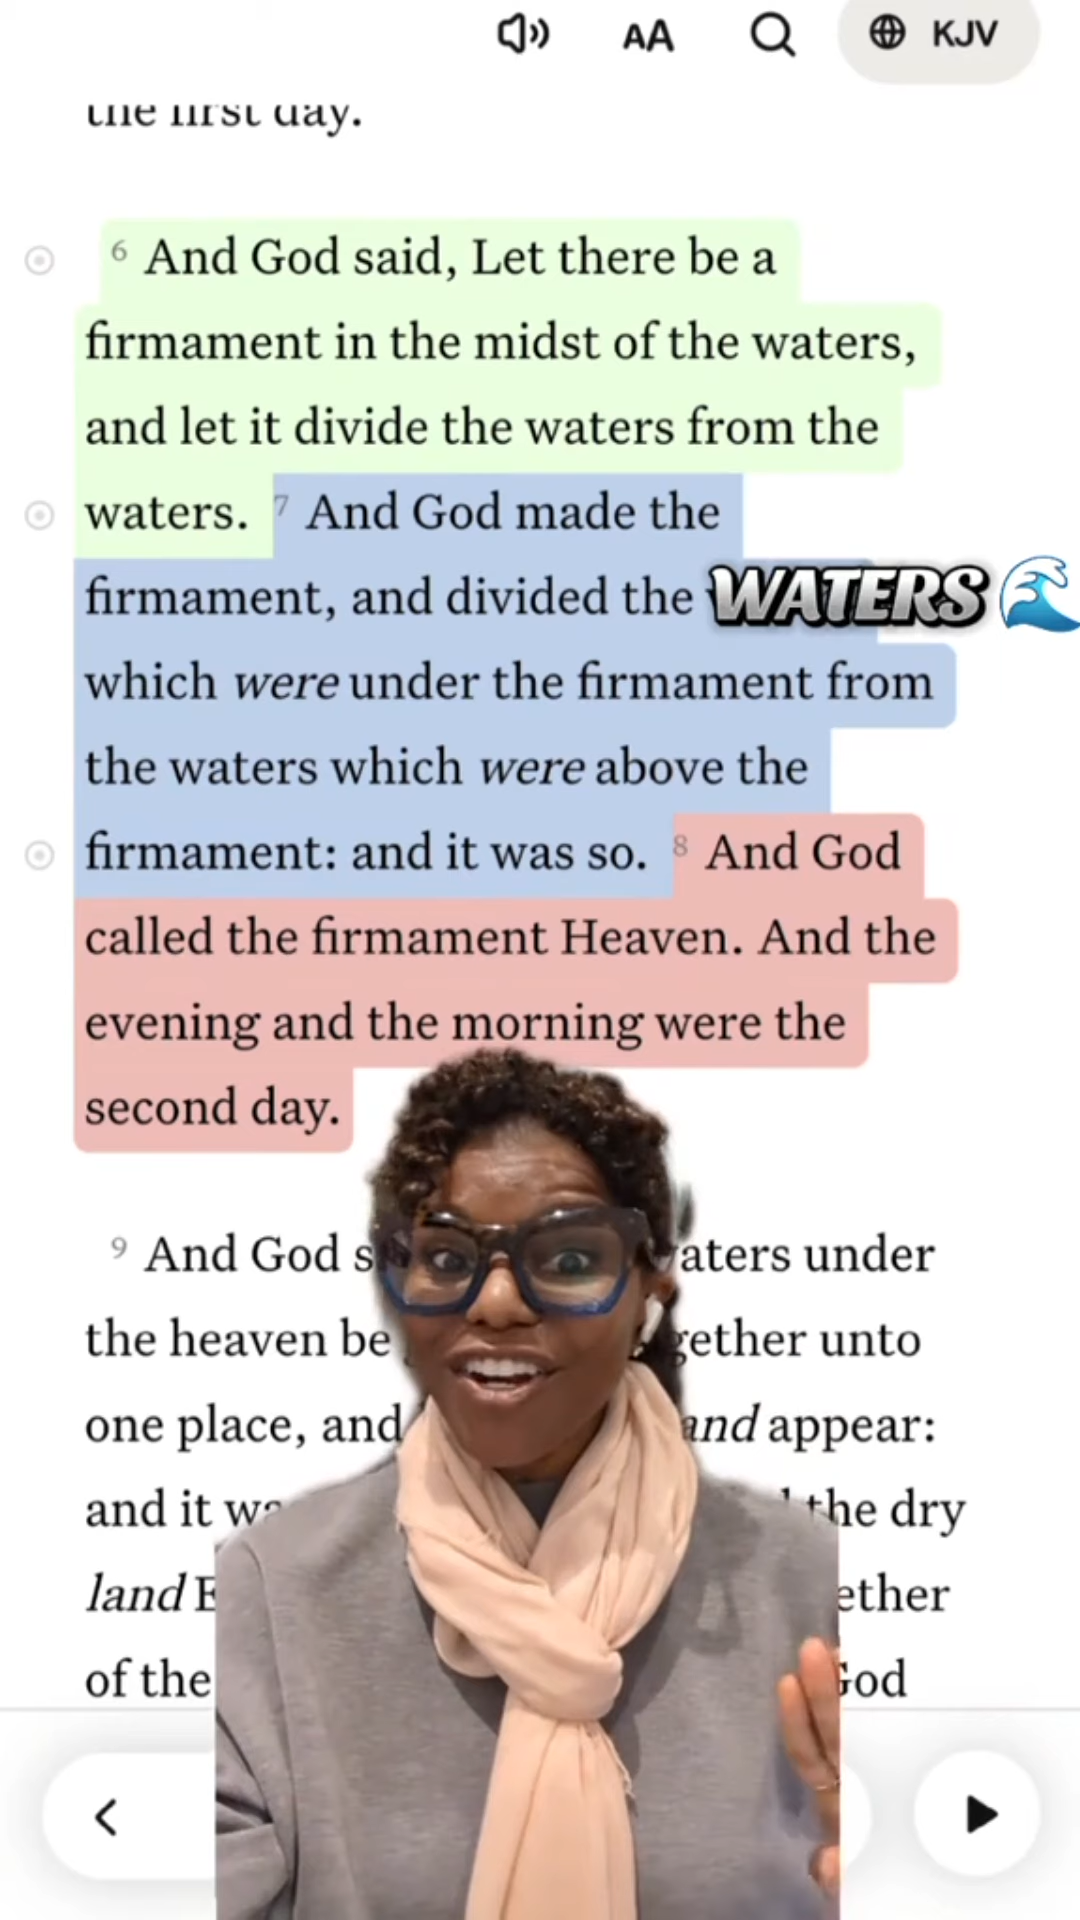 AA KJV
the first day.
6 And God said, Let there be a
firmament in the midst of the waters,
and let it divide the waters from the
waters. 7 And God made the
firmament, and divided the WATERS
which were under the firmament from
the waters which were above the
firmament: and it was so. 8 And God
called the firmament Heaven. And the
evening and the morning were the
second day.
9 And God s aters under
the heaven be gether unto
one place, and and appear:
and it wa the dry
land E ether
of the God